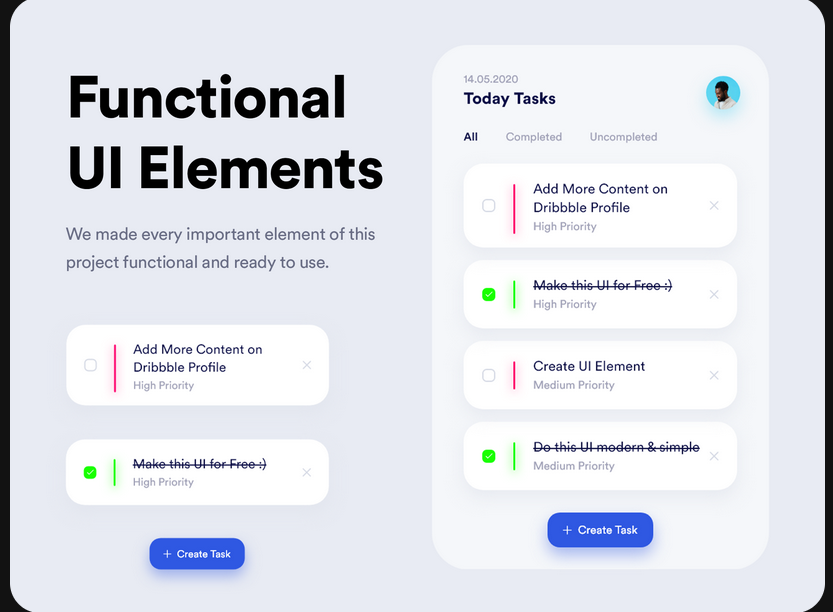 Functional
UI Elements
We made every important element of this
project functional and ready to use.
Add More Content on
Dribbble Profile
High Priority
Make this UI for Free :)
High Priority
+ Create Task
14.05.2020
Today Tasks
All Completed Uncompleted
Add More Content on
Dribbble Profile
High Priority
Make this UI for Free :)
High Priority
Create UI Element
Medium Priority
Do this UI modern & simple
Medium Priority
+ Create Task